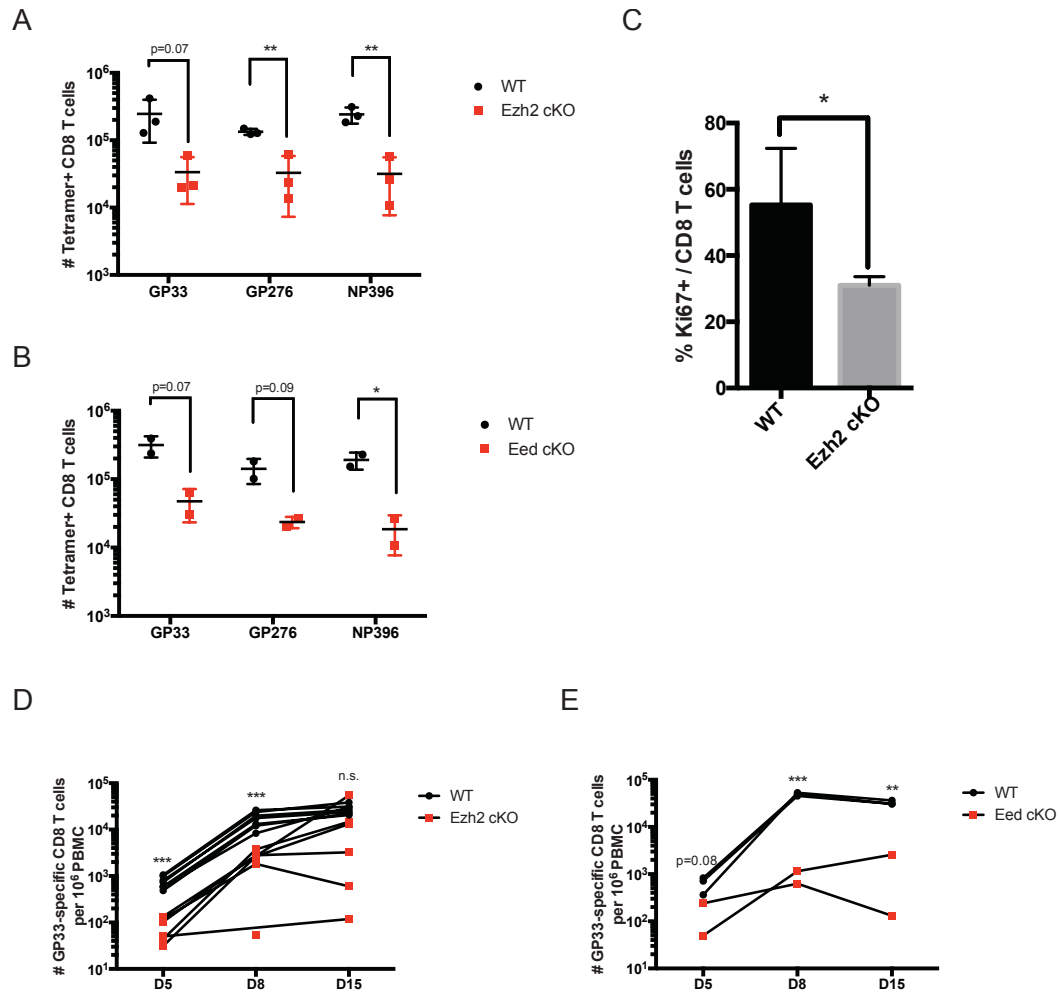 A
p=0.07
**
**
# Tetramer+ CD8 T cells
10^6
10^5
10^4
10^3
GP33
GP276
NP396
WT
Ezh2 cKO
B
p=0.07
p=0.09
*
# Tetramer+ CD8 T cells
10^6
10^5
10^4
10^3
GP33
GP276
NP396
WT
Eed cKO
C
*
% Ki67+ / CD8 T cells
80
60
40
20
0
WT
Ezh2 cKO
D
# GP33-specific CD8 T cells
per 10^6 PBMC
10^5
10^4
10^3
10^2
10^1
***
***
n.s.
D5
D8
D15
WT
Ezh2 cKO
E
# GP33-specific CD8 T cells
per 10^6 PBMC
10^5
10^4
10^3
10^2
10^1
p=0.08
***
**
D5
D8
D15
WT
Eed cKO